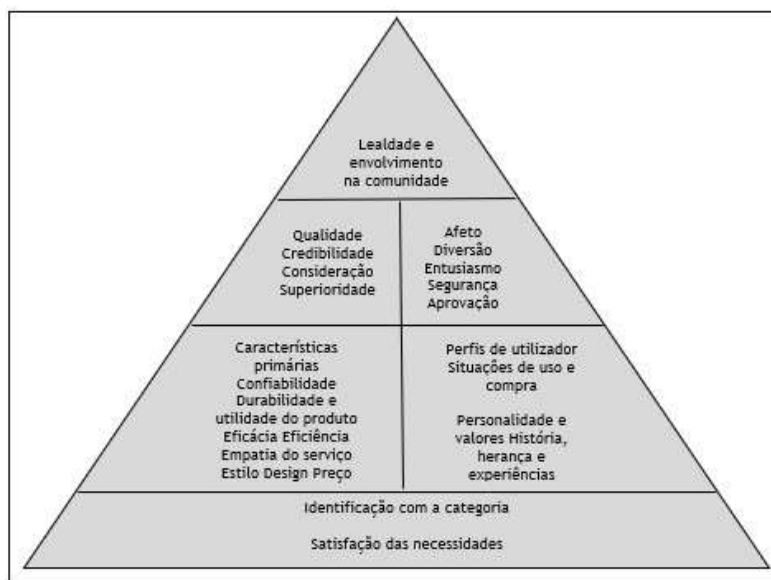 Lealdade e
envolvimento
na comunidade
Qualidade
Credibilidade
Consideração
Superioridade
Afeto
Diversão
Entusiasmo
Segurança
Aprovação
Características
primárias
Confiabilidade
Durabilidade e
utilidade do produto
Eficácia Eficiência
Empatia do serviço
Estilo Design Preço
Perfis de utilizador
Situações de uso e
compra
Personalidade e
valores História,
herança e
experiências
Identificação com a categoria
Satisfação das necessidades